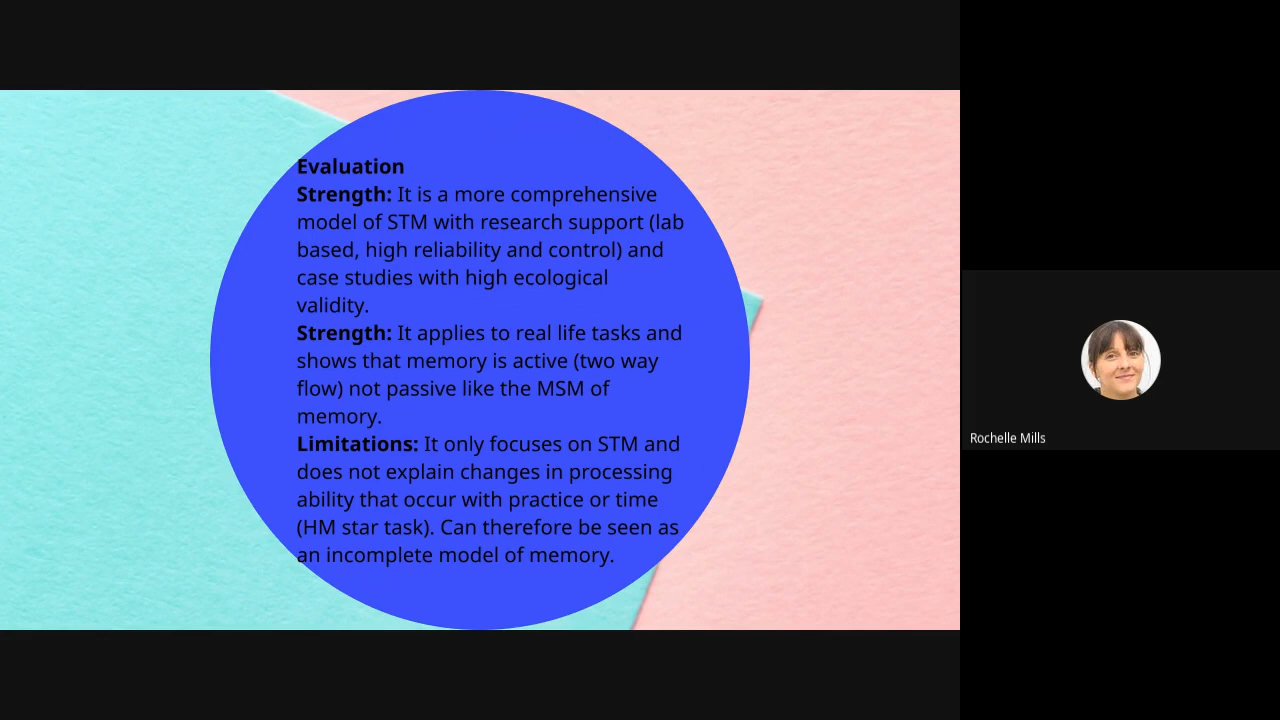 Evaluation
Strength: It is a more comprehensive
model of STM with research support (lab
based, high reliability and control) and
case studies with high ecological
validity.
Strength: It applies to real life tasks and
shows that memory is active (two way
flow) not passive like the MSM of
memory.
Limitations: It only focuses on STM and
does not explain changes in processing
ability that occur with practice or time
(HM star task). Can therefore be seen as
an incomplete model of memory.
Rochelle Mills